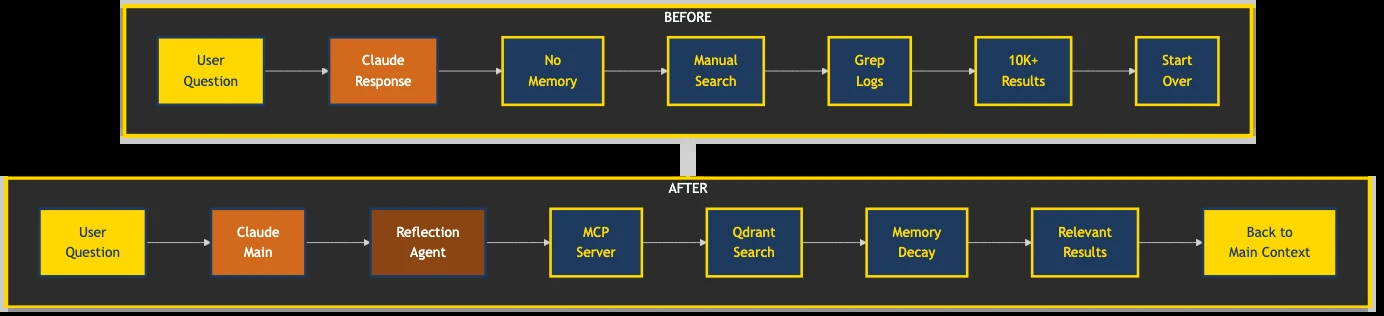 BEFORE
User
Question
Claude
Response
No
Memory
Manual
Search
Grep
Logs
10K+
Results
Start
Over
AFTER
User
Question
Claude
Main
Reflection
Agent
MCP
Server
Qdrant
Search
Memory
Decay
Relevant
Results
Back to
Main Context